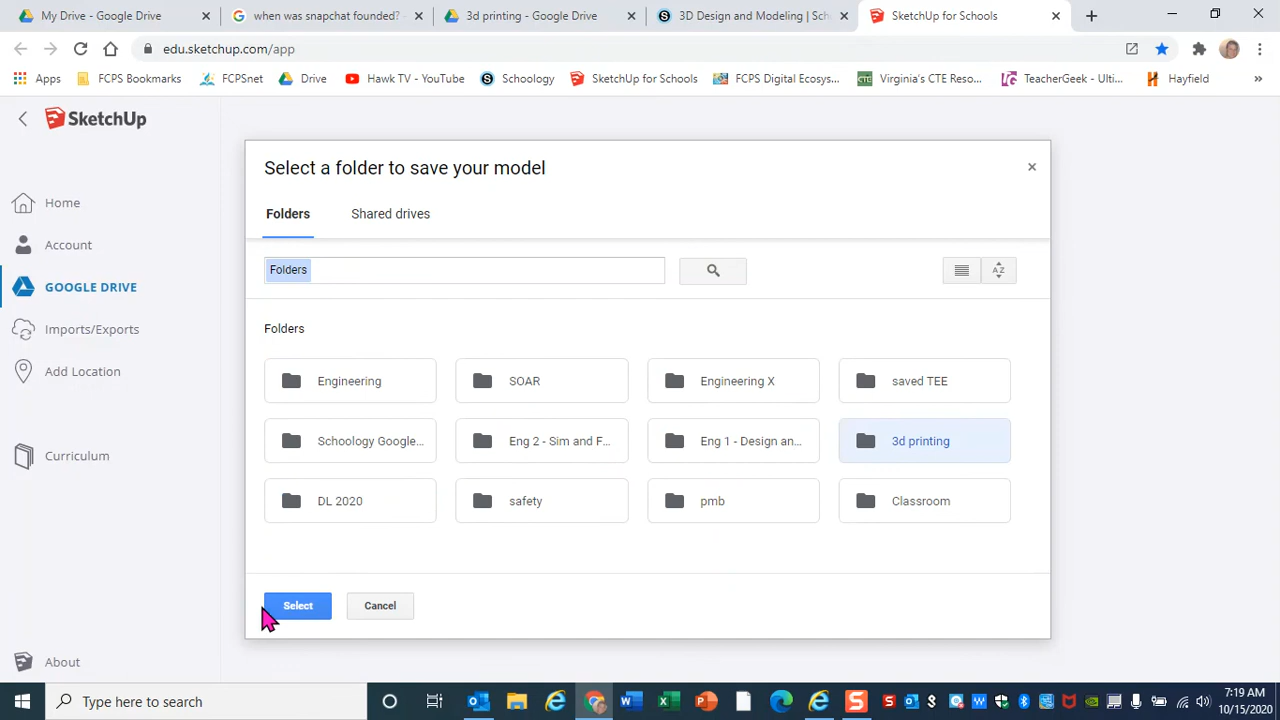 My Drive - Google Drive
when was snapchat founded?
3d printing - Google Drive
3D Design and Modeling | Sch
SketchUp for Schools
edu.sketchup.com/app
Apps
FCPS Bookmarks
FCPSnet
Drive
Hawk TV - YouTube
Schoology
SketchUp for Schools
FCPS Digital Ecosys...
Virginia's CTE Reso...
TeacherGeek - Ulti...
Hayfield
SketchUp
Home
Account
GOOGLE DRIVE
Imports/Exports
Add Location
Curriculum
About
Select a folder to save your model
Folders
Shared drives
Folders
Folders
Engineering
SOAR
Engineering X
saved TEE
Schoology Google...
Eng 2 - Sim and F...
Eng 1 - Design an...
3d printing
DL 2020
safety
pmb
Classroom
Select
Cancel
Type here to search
7:19 AM
10/15/2020